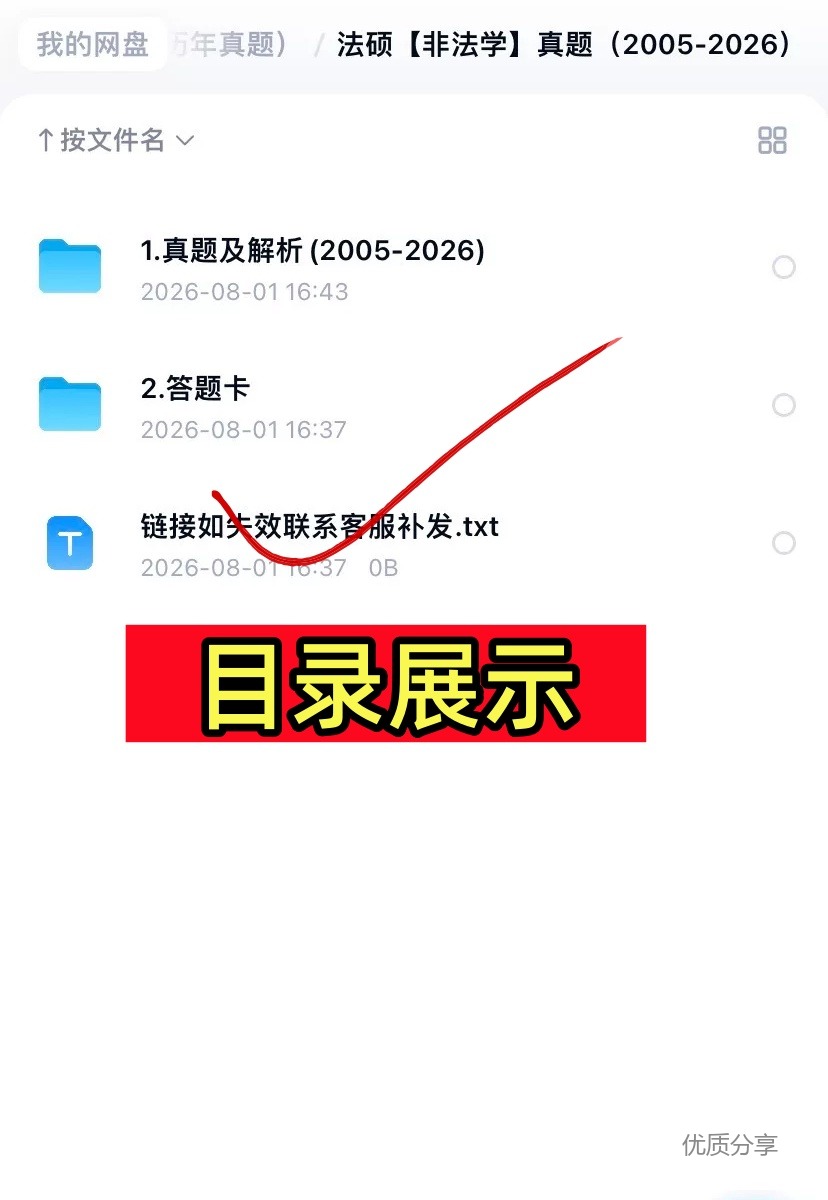 我的网盘 历年真题） / 法硕【非法学】真题（2005-2026）
↑按文件名
1.真题及解析 (2005-2026)
2026-08-01 16:43
2.答题卡
2026-08-01 16:37
链接如失效联系客服补发.txt
2026-08-01 16:37 0B
目录展示
优质分享